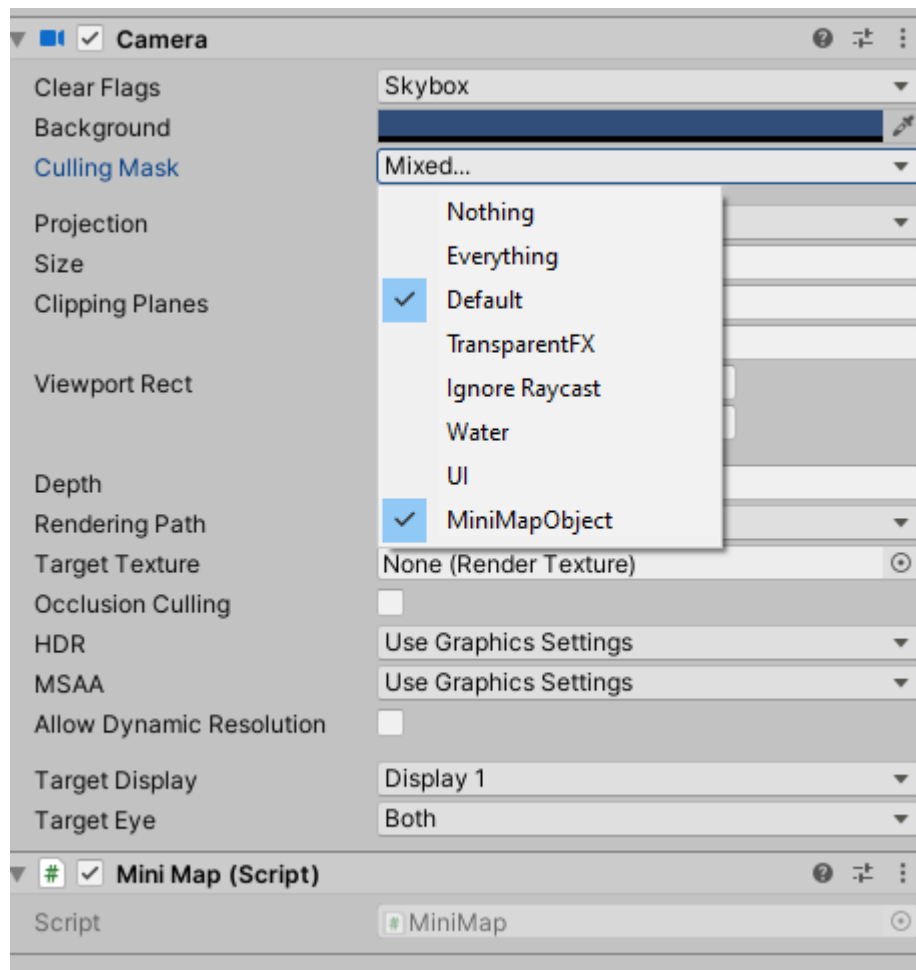 Camera
Clear Flags Skybox
Background
Culling Mask Mixed...
Nothing
Projection
Everything
Size
Default
Clipping Planes
TransparentFX
Viewport Rect Ignore Raycast
Water
Depth UI
Rendering Path MiniMapObject
Target Texture None (Render Texture)
Occlusion Culling
HDR Use Graphics Settings
MSAA Use Graphics Settings
Allow Dynamic Resolution
Target Display Display 1
Target Eye Both
# Mini Map (Script)
Script # MiniMap